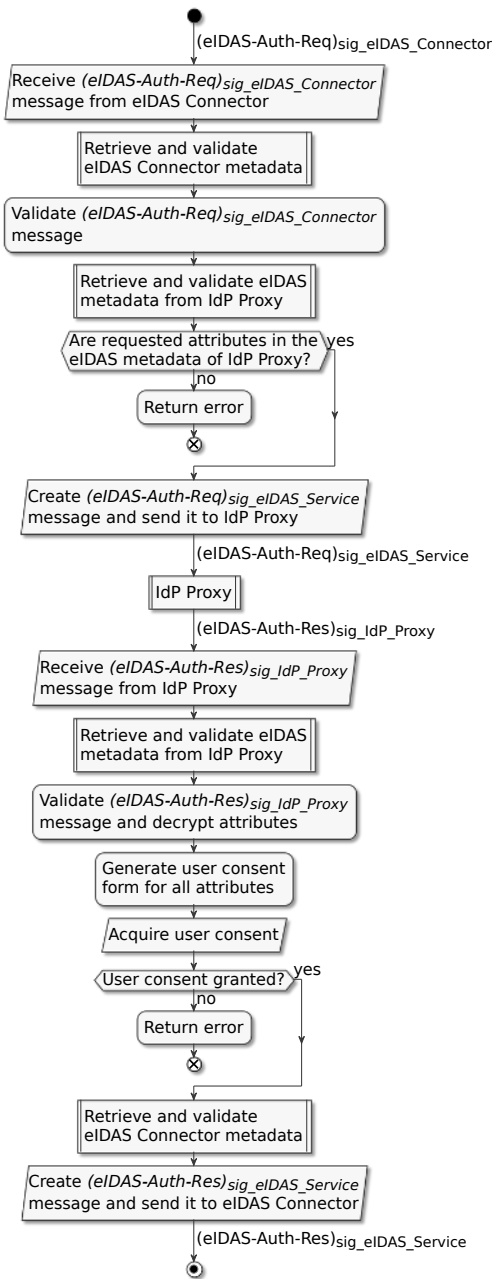 (eIDAS-Auth-Req)sig_eIDAS_Connector
Receive (eIDAS-Auth-Req)sig_eIDAS_Connector
message from eIDAS Connector
Retrieve and validate
eIDAS Connector metadata
Validate (eIDAS-Auth-Req)sig_eIDAS_Connector
message
Retrieve and validate eIDAS
metadata from IdP Proxy
Are requested attributes in the
eIDAS metadata of IdP Proxy?
yes
no
Return error
Create (eIDAS-Auth-Req)sig_eIDAS_Service
message and send it to IdP Proxy
(eIDAS-Auth-Req)sig_eIDAS_Service
IdP Proxy
(eIDAS-Auth-Res)sig_IdP_Proxy
Receive (eIDAS-Auth-Res)sig_IdP_Proxy
message from IdP Proxy
Retrieve and validate eIDAS
metadata from IdP Proxy
Validate (eIDAS-Auth-Res)sig_IdP_Proxy
message and decrypt attributes
Generate user consent
form for all attributes
Acquire user consent
User consent granted?
yes
no
Return error
Retrieve and validate
eIDAS Connector metadata
Create (eIDAS-Auth-Res)sig_eIDAS_Service
message and send it to eIDAS Connector
(eIDAS-Auth-Res)sig_eIDAS_Service